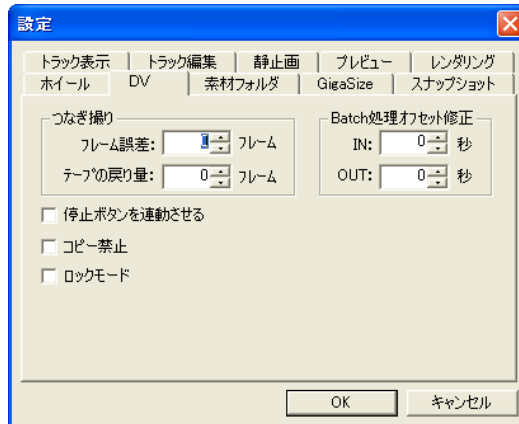 設定
トラック表示 トラック編集 静止画 プレビュー レンダリング
ホイール DV 素材フォルダ GigaSize スナップショット
つなぎ撮り Batch処理オフセット修正
フレーム誤差: フレーム IN: 0 秒
テープの戻り量: 0 フレーム OUT: 0 秒
停止ボタンを連動させる
コピー禁止
ロックモード
OK キャンセル